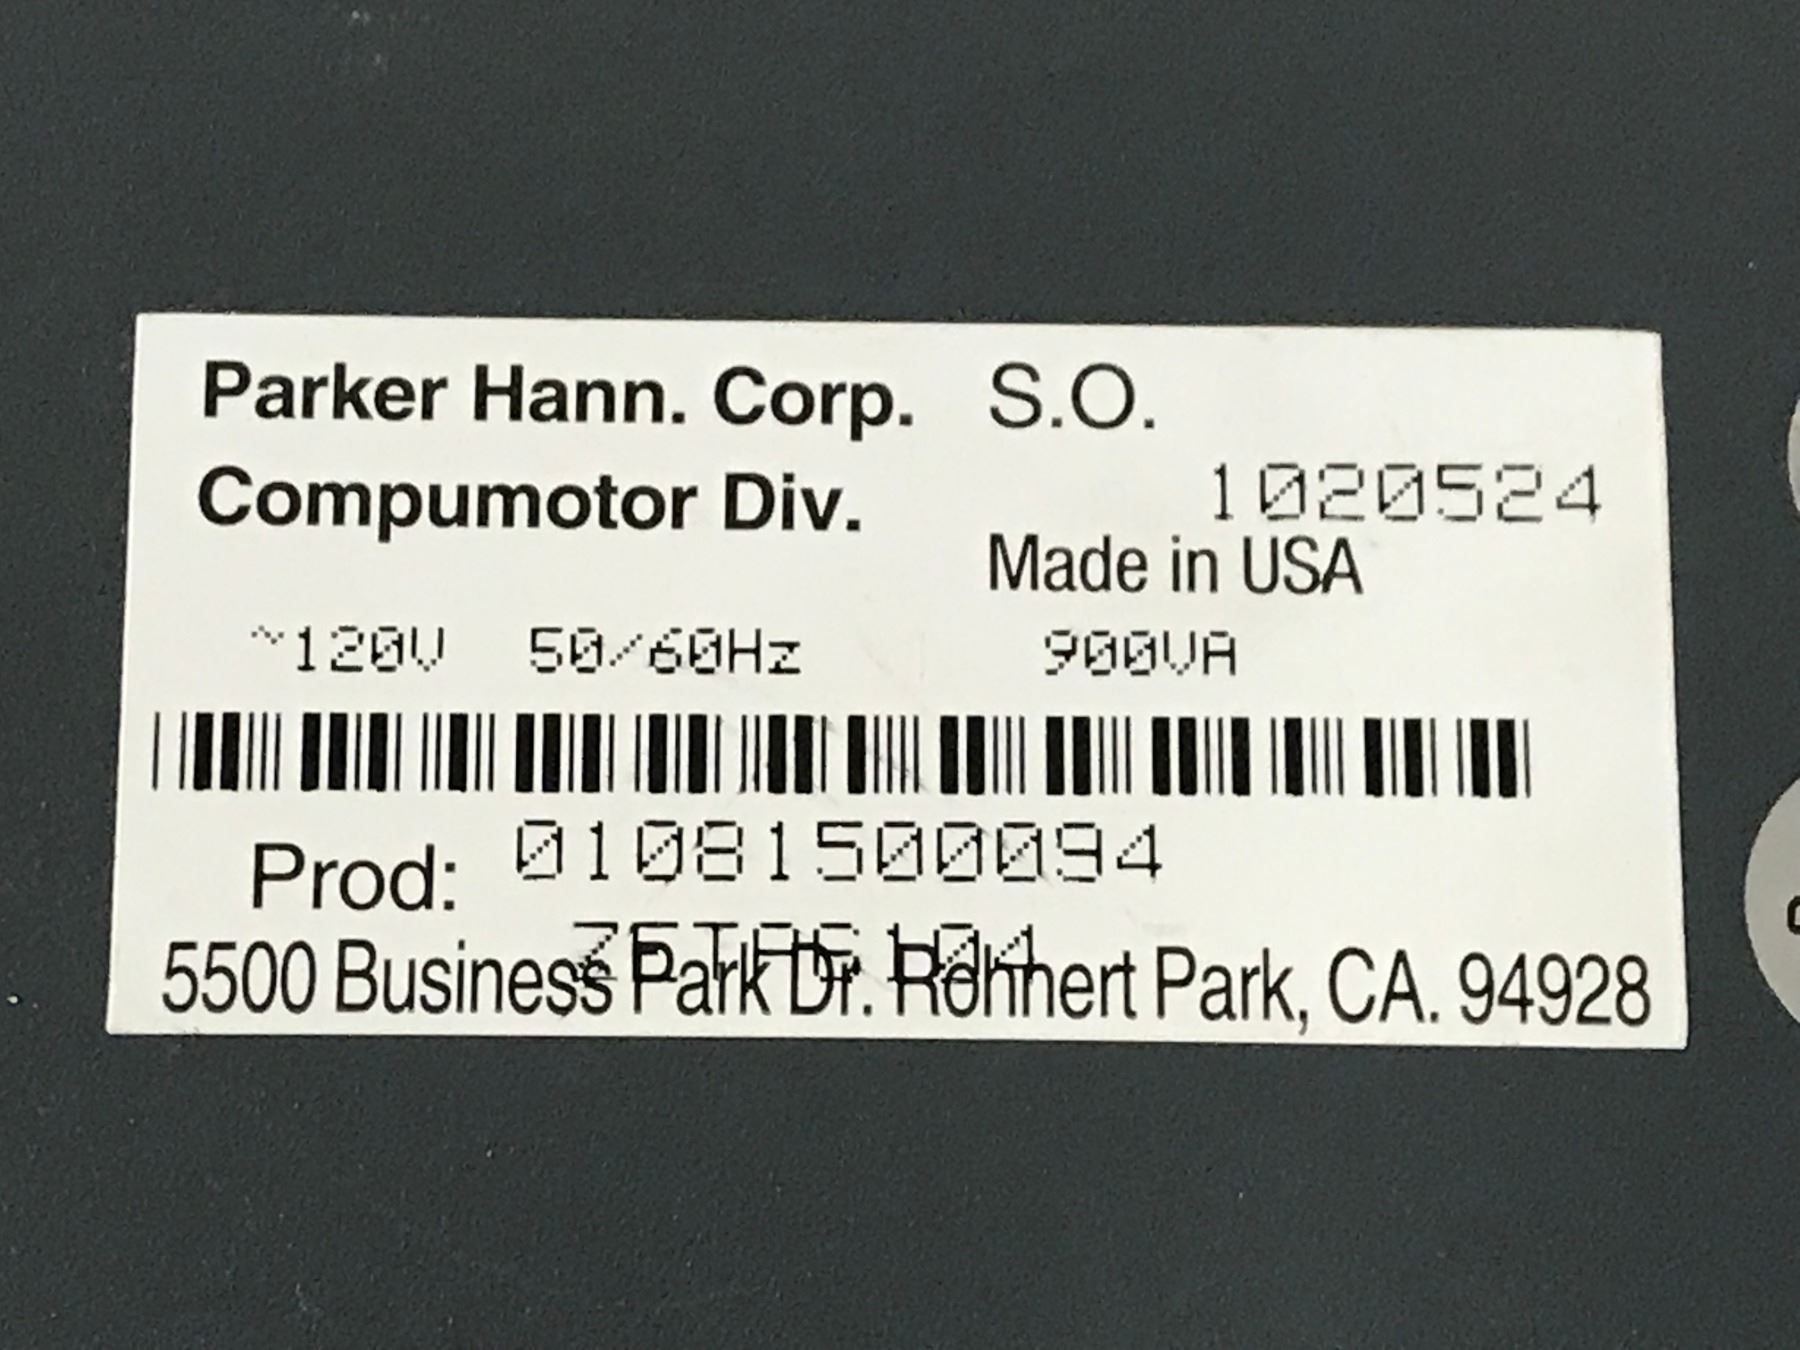 Parker Hann. Corp. S.O.
Compumotor Div. 1020524
Made in USA
~120V 50/60Hz 900VA
Prod: 01081500094
5500 Business Park Dr. Rohnert Park, CA. 94928